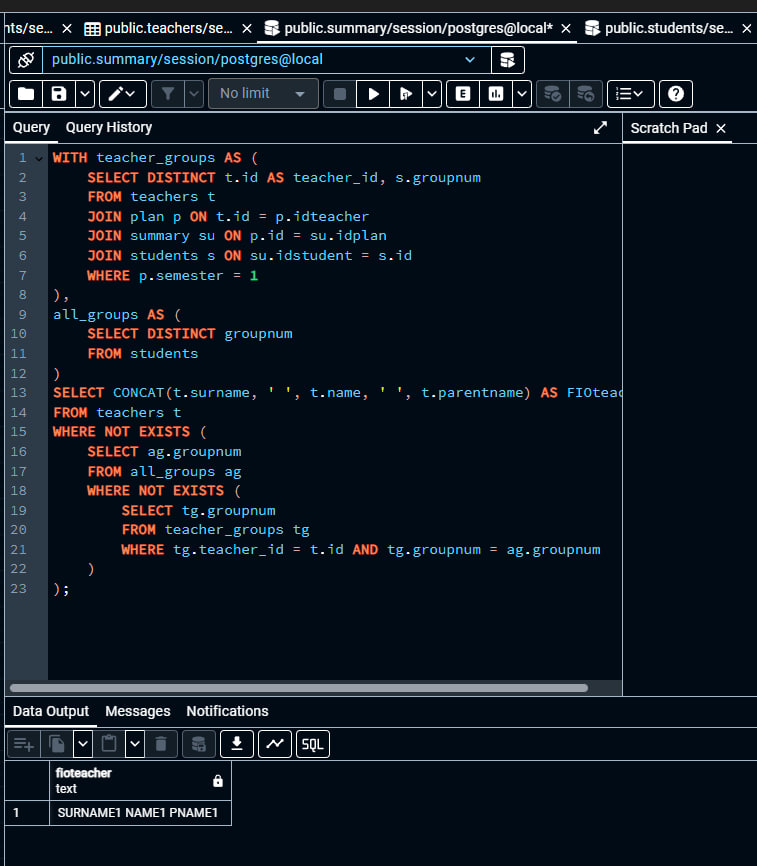 nts/se...
public.teachers/se...
public.summary/session/postgres@local*
public.students/se...
public.summary/session/postgres@local
No limit
E
Query
Query History
Scratch Pad
1 WITH teacher_groups AS (
2 SELECT DISTINCT t.id AS teacher_id, s.groupnum
3 FROM teachers t
4 JOIN plan p ON t.id = p.idteacher
5 JOIN summary su ON p.id = su.idplan
6 JOIN students s ON su.idstudent = s.id
7 WHERE p.semester = 1
8 ),
9 all_groups AS (
10 SELECT DISTINCT groupnum
11 FROM students
12 )
13 SELECT CONCAT(t.surname, ' ', t.name, ' ', t.parentname) AS FIOteac
14 FROM teachers t
15 WHERE NOT EXISTS (
16 SELECT ag.groupnum
17 FROM all_groups ag
18 WHERE NOT EXISTS (
19 SELECT tg.groupnum
20 FROM teacher_groups tg
21 WHERE tg.teacher_id = t.id AND tg.groupnum = ag.groupnum
22 )
23 );
Data Output
Messages
Notifications
SQL
fioteacher
text
1 SURNAME1 NAME1 PNAME1